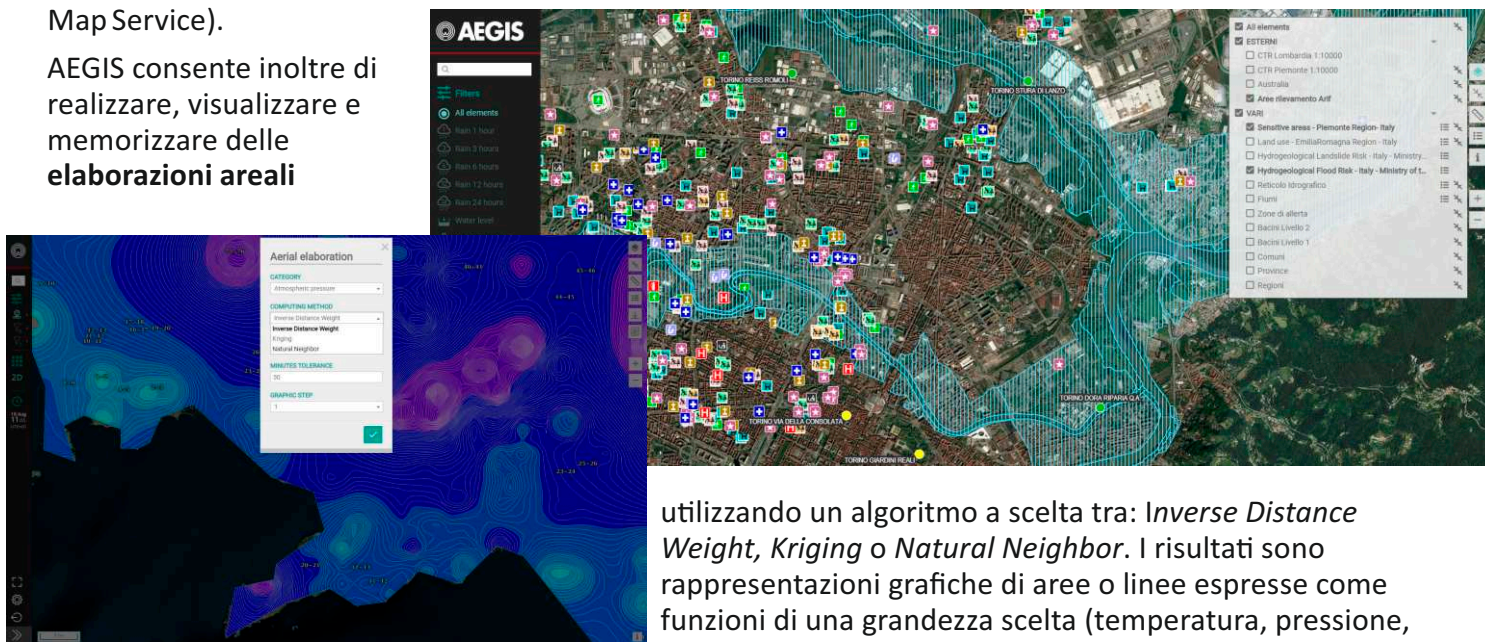 Map Service).
AEGIS consente inoltre di
realizzare, visualizzare e
memorizzare delle
elaborazioni areali
AEGIS
Filters
All elements
Rain 1 hour
Rain 3 hours
Rain 6 hours
Rain 12 hours
Rain 24 hours
Water level
TORINO REISS ROMOLI
TORINO STURA DI LANZO
TORINO DORA RIPARIA Q.A.
TORINO VIA DELLA CONSOLATA
TORINO GIARDINI REALI
All elements
ESTERNI
CTR Lombardia 1:10000
CTR Piemonte 1:10000
Australia
Aree rilevamento Arif
VARI
Sensitive areas - Piemonte Region- Italy
Land use - EmiliaRomagna Region - Italy
Hydrogeological Landslide Risk - Italy - Ministry...
Hydrogeological Flood Risk - Italy - Ministry of t...
Reticolo Idrografico
Fiumi
Zone di allerta
Bacini Livello 2
Bacini Livello 1
Comuni
Province
Regioni
Aerial elaboration
CATEGORY
Atmospheric pressure
COMPUTING METHOD
Inverse Distance Weight
Inverse Distance Weight
Kriging
Natural Neighbor
MINUTES TOLERANCE
30
GRAPHIC STEP
1
2D
utilizzando un algoritmo a scelta tra: Inverse Distance
Weight, Kriging o Natural Neighbor. I risultati sono
rappresentazioni grafiche di aree o linee espresse come
funzioni di una grandezza scelta (temperatura, pressione,